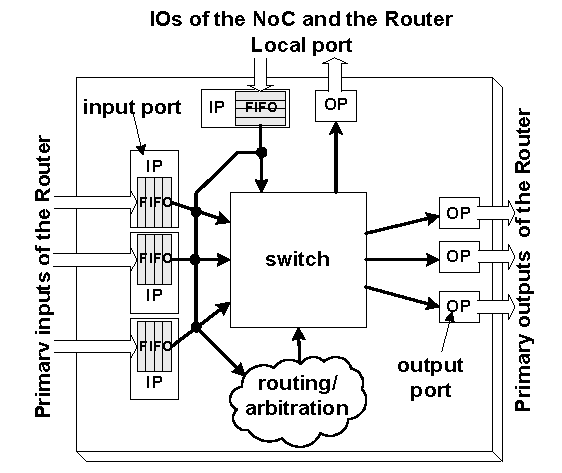 IOs of the NoC and the Router
Local port
input port
IP
FIFO
OP
IP
FIFO
FIFO
IP
FIFO
IP
switch
OP
OP
OP
routing/
arbitration
output
port
Primary inputs of the Router
Primary outputs of the Router